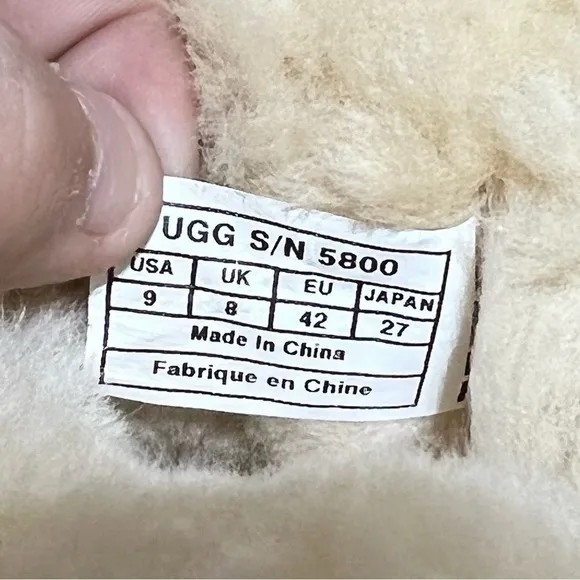 UGG S/N 5800
USA UK EU JAPAN
9 8 42 27
Made In China
Fabrique en Chine